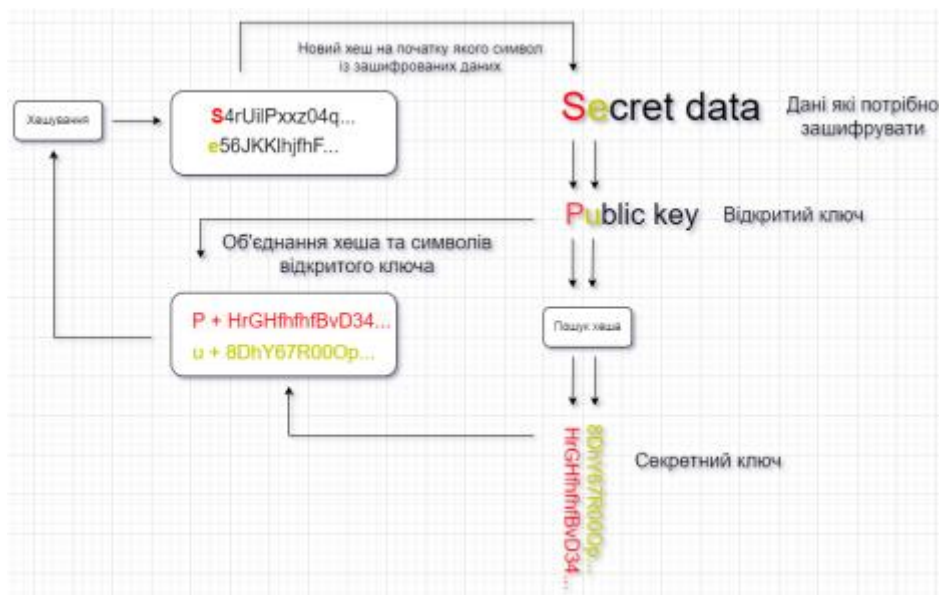 Новий хеш на початку якого символ
із зашифрованих даних
Хешування
S4rUilPxxz04q...
e56JKKlhjfhF...
Secret data
Дані які потрібно
зашифрувати
Public key
Відкритий ключ
Об'єднання хеша та символів
відкритого ключа
P + HrGHfhfhfBvD34...
u + 8DhY67R00Op...
Пошук хеша
HrGHfhfhfBvD34...
8DhY67R00Op...
Секретний ключ